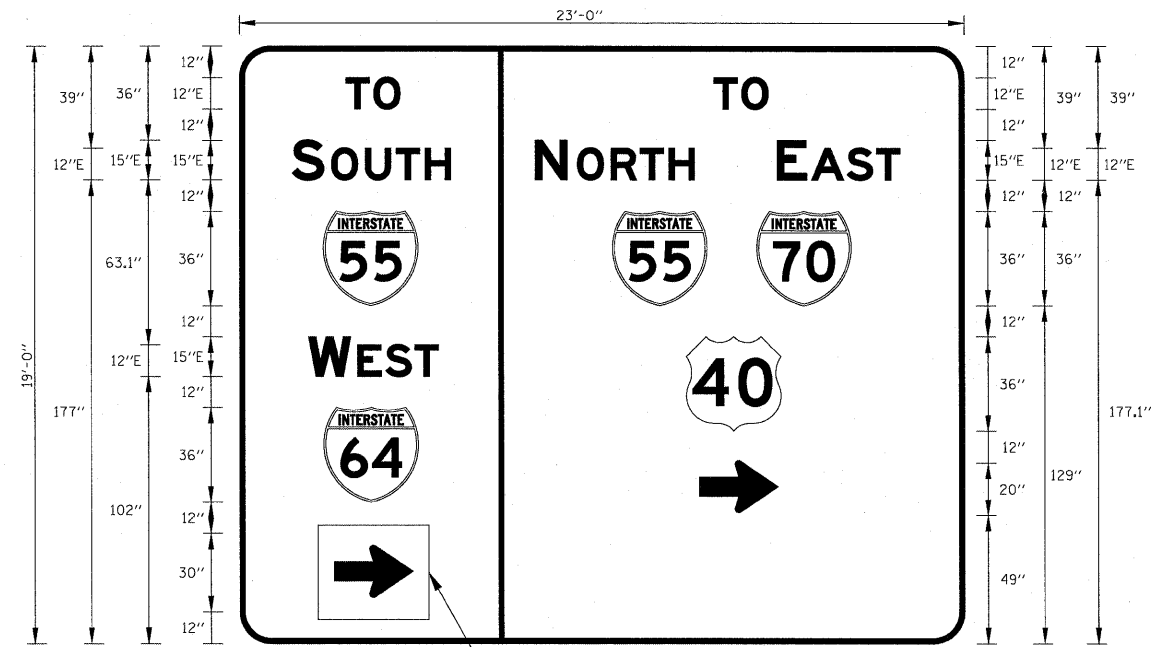 23'-0"
12" 12" 
39" 36" 12"E 12"E 39" 39"
12" 12"
12"E 15"E 15"E 15"E 12"E 12"E
12" 12" 12"
63.1" 36" 36" 36"
12" 12"
19'-0" 12"E 15"E
177" 12" 36" 177.1"
36" 12"
102" 20" 129"
12"
30" 49"
12"
TO
SOUTH
INTERSTATE
55
WEST
INTERSTATE
64
TO
NORTH EAST
INTERSTATE INTERSTATE
55 70
40